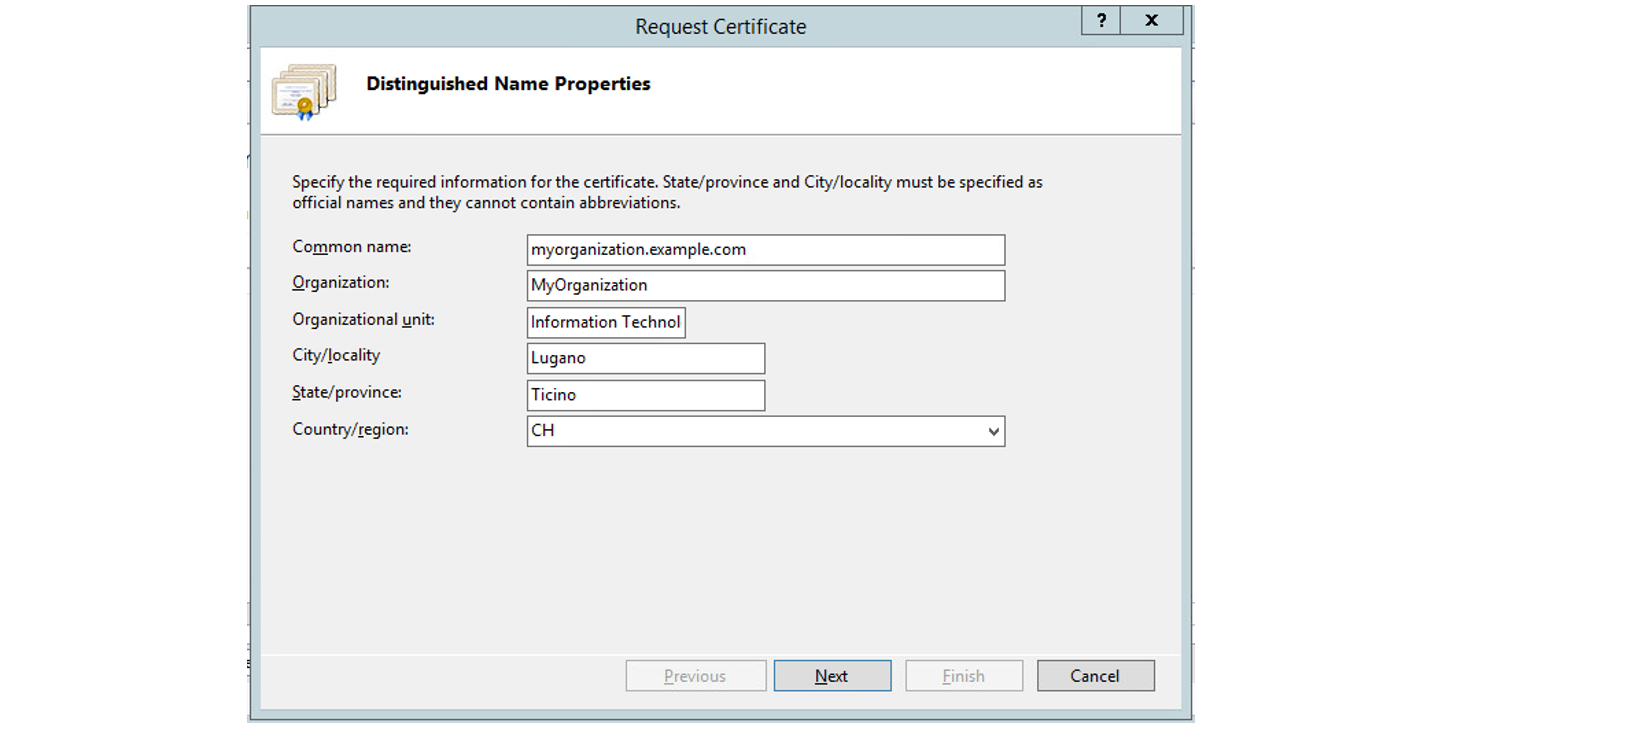 Request Certificate
? x
Distinguished Name Properties
Specify the required information for the certificate. State/province and City/locality must be specified as
official names and they cannot contain abbreviations.
Common name: myorganization.example.com
Organization: MyOrganization
Organizational unit: Information Technol
City/locality Lugano
State/province: Ticino
Country/region: CH
Previous Next Finish Cancel